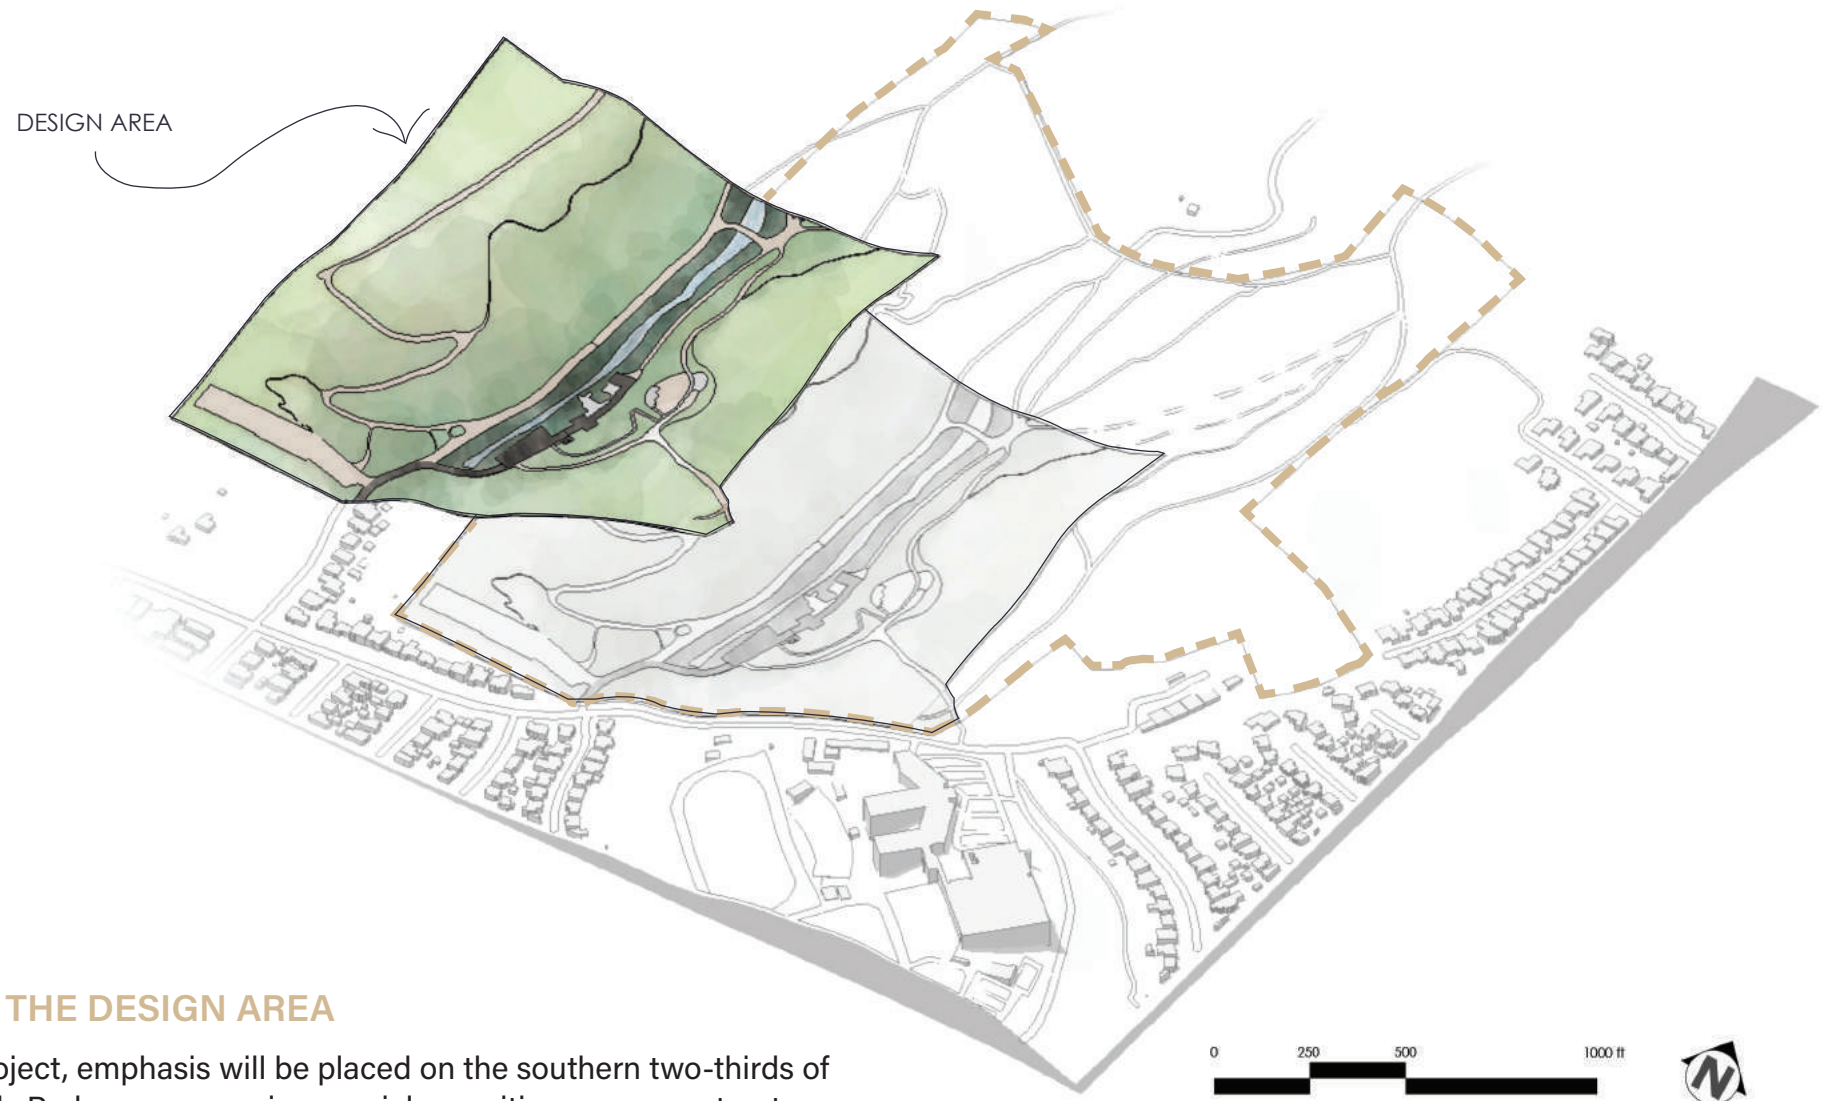 DESIGN AREA
THE DESIGN AREA
oject, emphasis will be placed on the southern two-thirds of
0 250 500 1000 ft
N